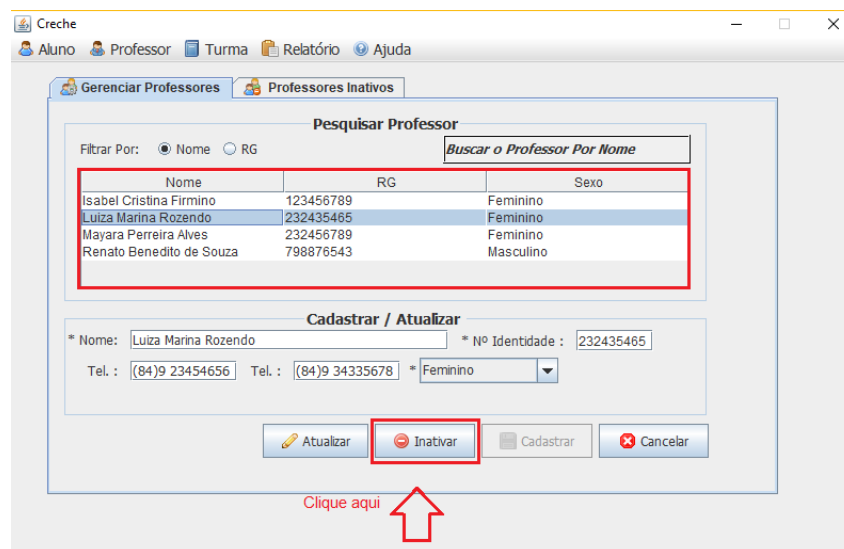 Creche
Aluno Professor Turma Relatório Ajuda
Gerenciar Professores Professores Inativos
Pesquisar Professor
Filtrar Por: Nome RG Buscar o Professor Por Nome
Nome RG Sexo
Isabel Cristina Firmino 123456789 Feminino
Luiza Marina Rozendo 232435465 Feminino
Mayara Perreira Alves 232456789 Feminino
Renato Benedito de Souza 798876543 Masculino
Cadastrar / Atualizar
* Nome: Luiza Marina Rozendo * Nº Identidade : 232435465
Tel. : (84)9 23454656 Tel. : (84)9 34335678 * Feminino
Atualizar Inativar Cadastrar Cancelar
Clique aqui